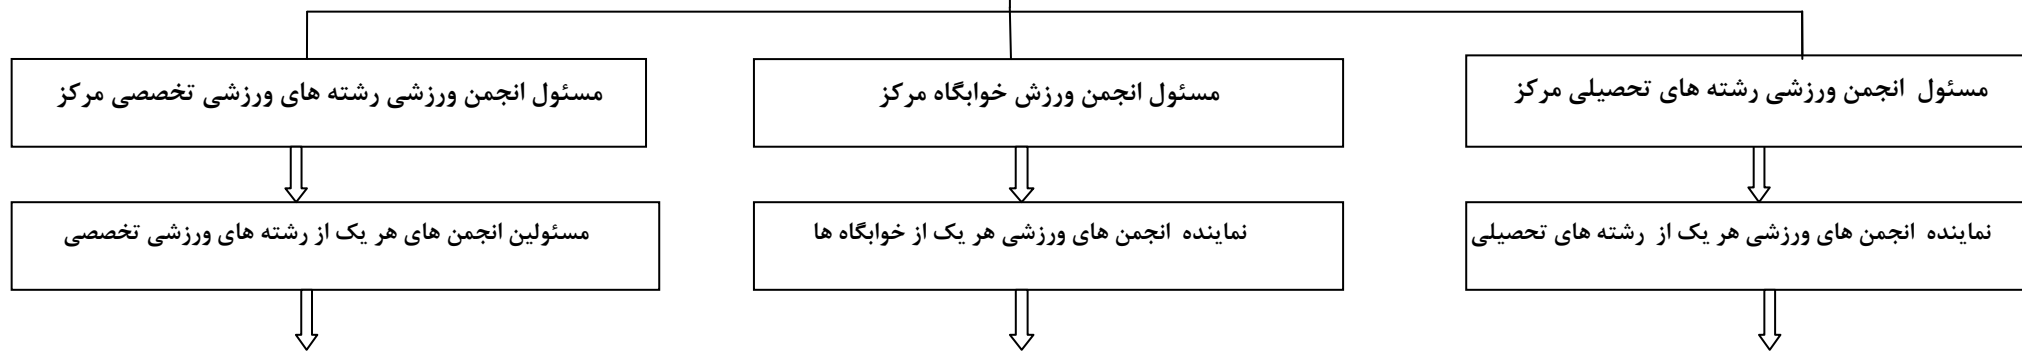 مسئول انجمن ورزشی رشته های تحصیلی مرکز
مسئول انجمن ورزش خوابگاه مرکز
مسئول انجمن ورزشی رشته های ورزشی تخصصی مرکز
نماینده انجمن های ورزشی هر یک از رشته های تحصیلی
نماینده انجمن های ورزشی هر یک از خوابگاه ها
مسئولین انجمن های هر یک از رشته های ورزشی تخصصی